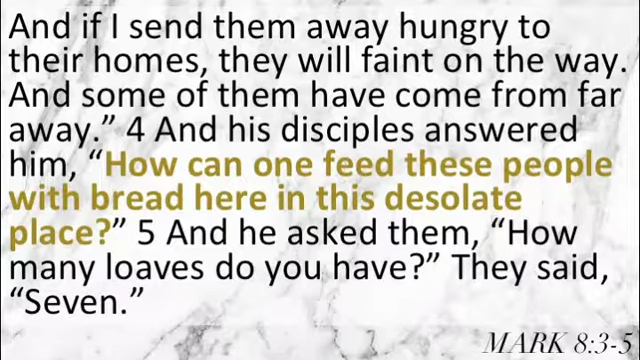 And if I send them away hungry to
their homes, they will faint on the way.
And some of them have come from far
away.” 4 And his disciples answered
him, “How can one feed these people
with bread here in this desolate
place?” 5 And he asked them, “How
many loaves do you have?” They said,
“Seven.”
MARK 8:3-5